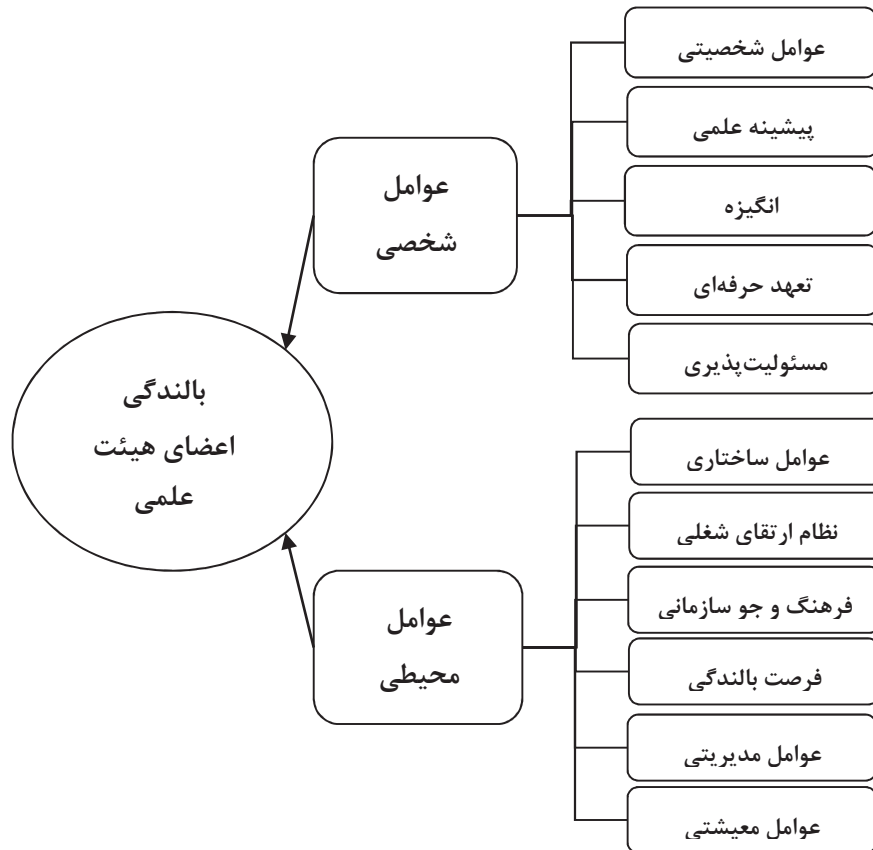 عوامل شخصیتی
پیشینه علمی
انگیزه
تعهد حرفه‌ای
مسئولیت‌پذیری
عوامل
شخصی
بالندگی
اعضای هیئت
علمی
عوامل ساختاری
نظام ارتقای شغلی
فرهنگ و جو سازمانی
فرصت بالندگی
عوامل مدیریتی
عوامل معیشتی
عوامل
محیطی